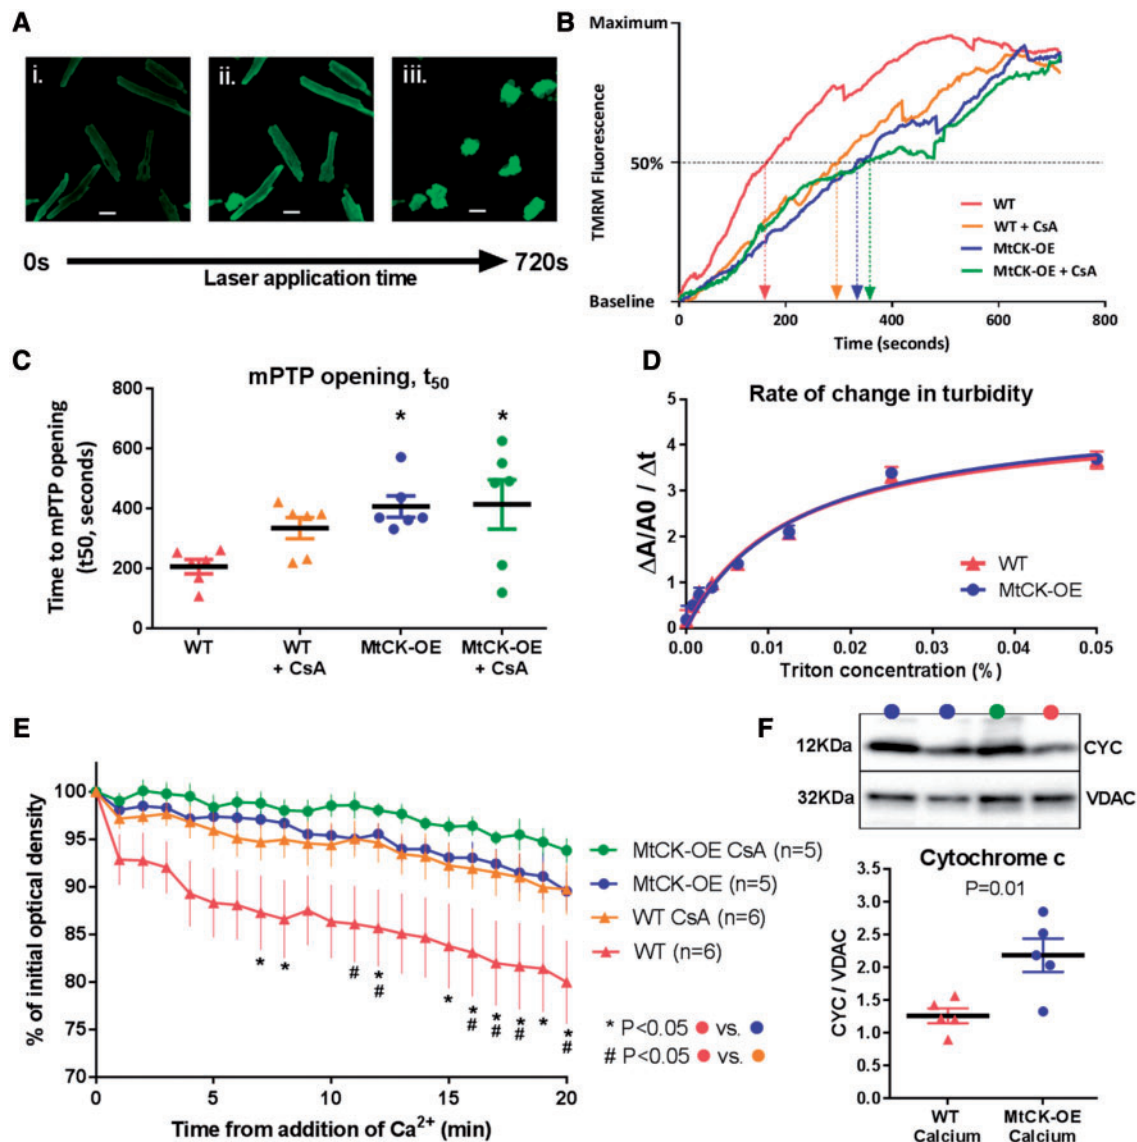 A
i.
ii.
iii.
0s
720s
Laser application time
B
Maximum
TMRM Fluorescence
50%
Baseline
WT
WT + CsA
MtCK-OE
MtCK-OE + CsA
0
200
400
600
800
Time (seconds)
C
mPTP opening, t50
Time to mPTP opening
(t50, seconds)
800
600
400
200
0
*
*
WT
WT
+ CsA
MtCK-OE
MtCK-OE
+ CsA
D
Rate of change in turbidity
ΔA/A0 / Δt
5
4
3
2
1
0
WT
MtCK-OE
0.00
0.01
0.02
0.03
0.04
0.05
Triton concentration (%)
E
% of initial optical density
100
95
90
85
80
75
70
MtCK-OE CsA (n=5)
MtCK-OE (n=5)
WT CsA (n=6)
WT (n=6)
*
*
#
*
#
*
*
#
*
#
*
#
*
*
#
* P<0.05 vs.
# P<0.05 vs.
0
5
10
15
20
Time from addition of Ca2+ (min)
F
12KDa
CYC
32KDa
VDAC
Cytochrome c
P=0.01
CYC / VDAC
3.5
3.0
2.5
2.0
1.5
1.0
0.5
0.0
WT
Calcium
MtCK-OE
Calcium